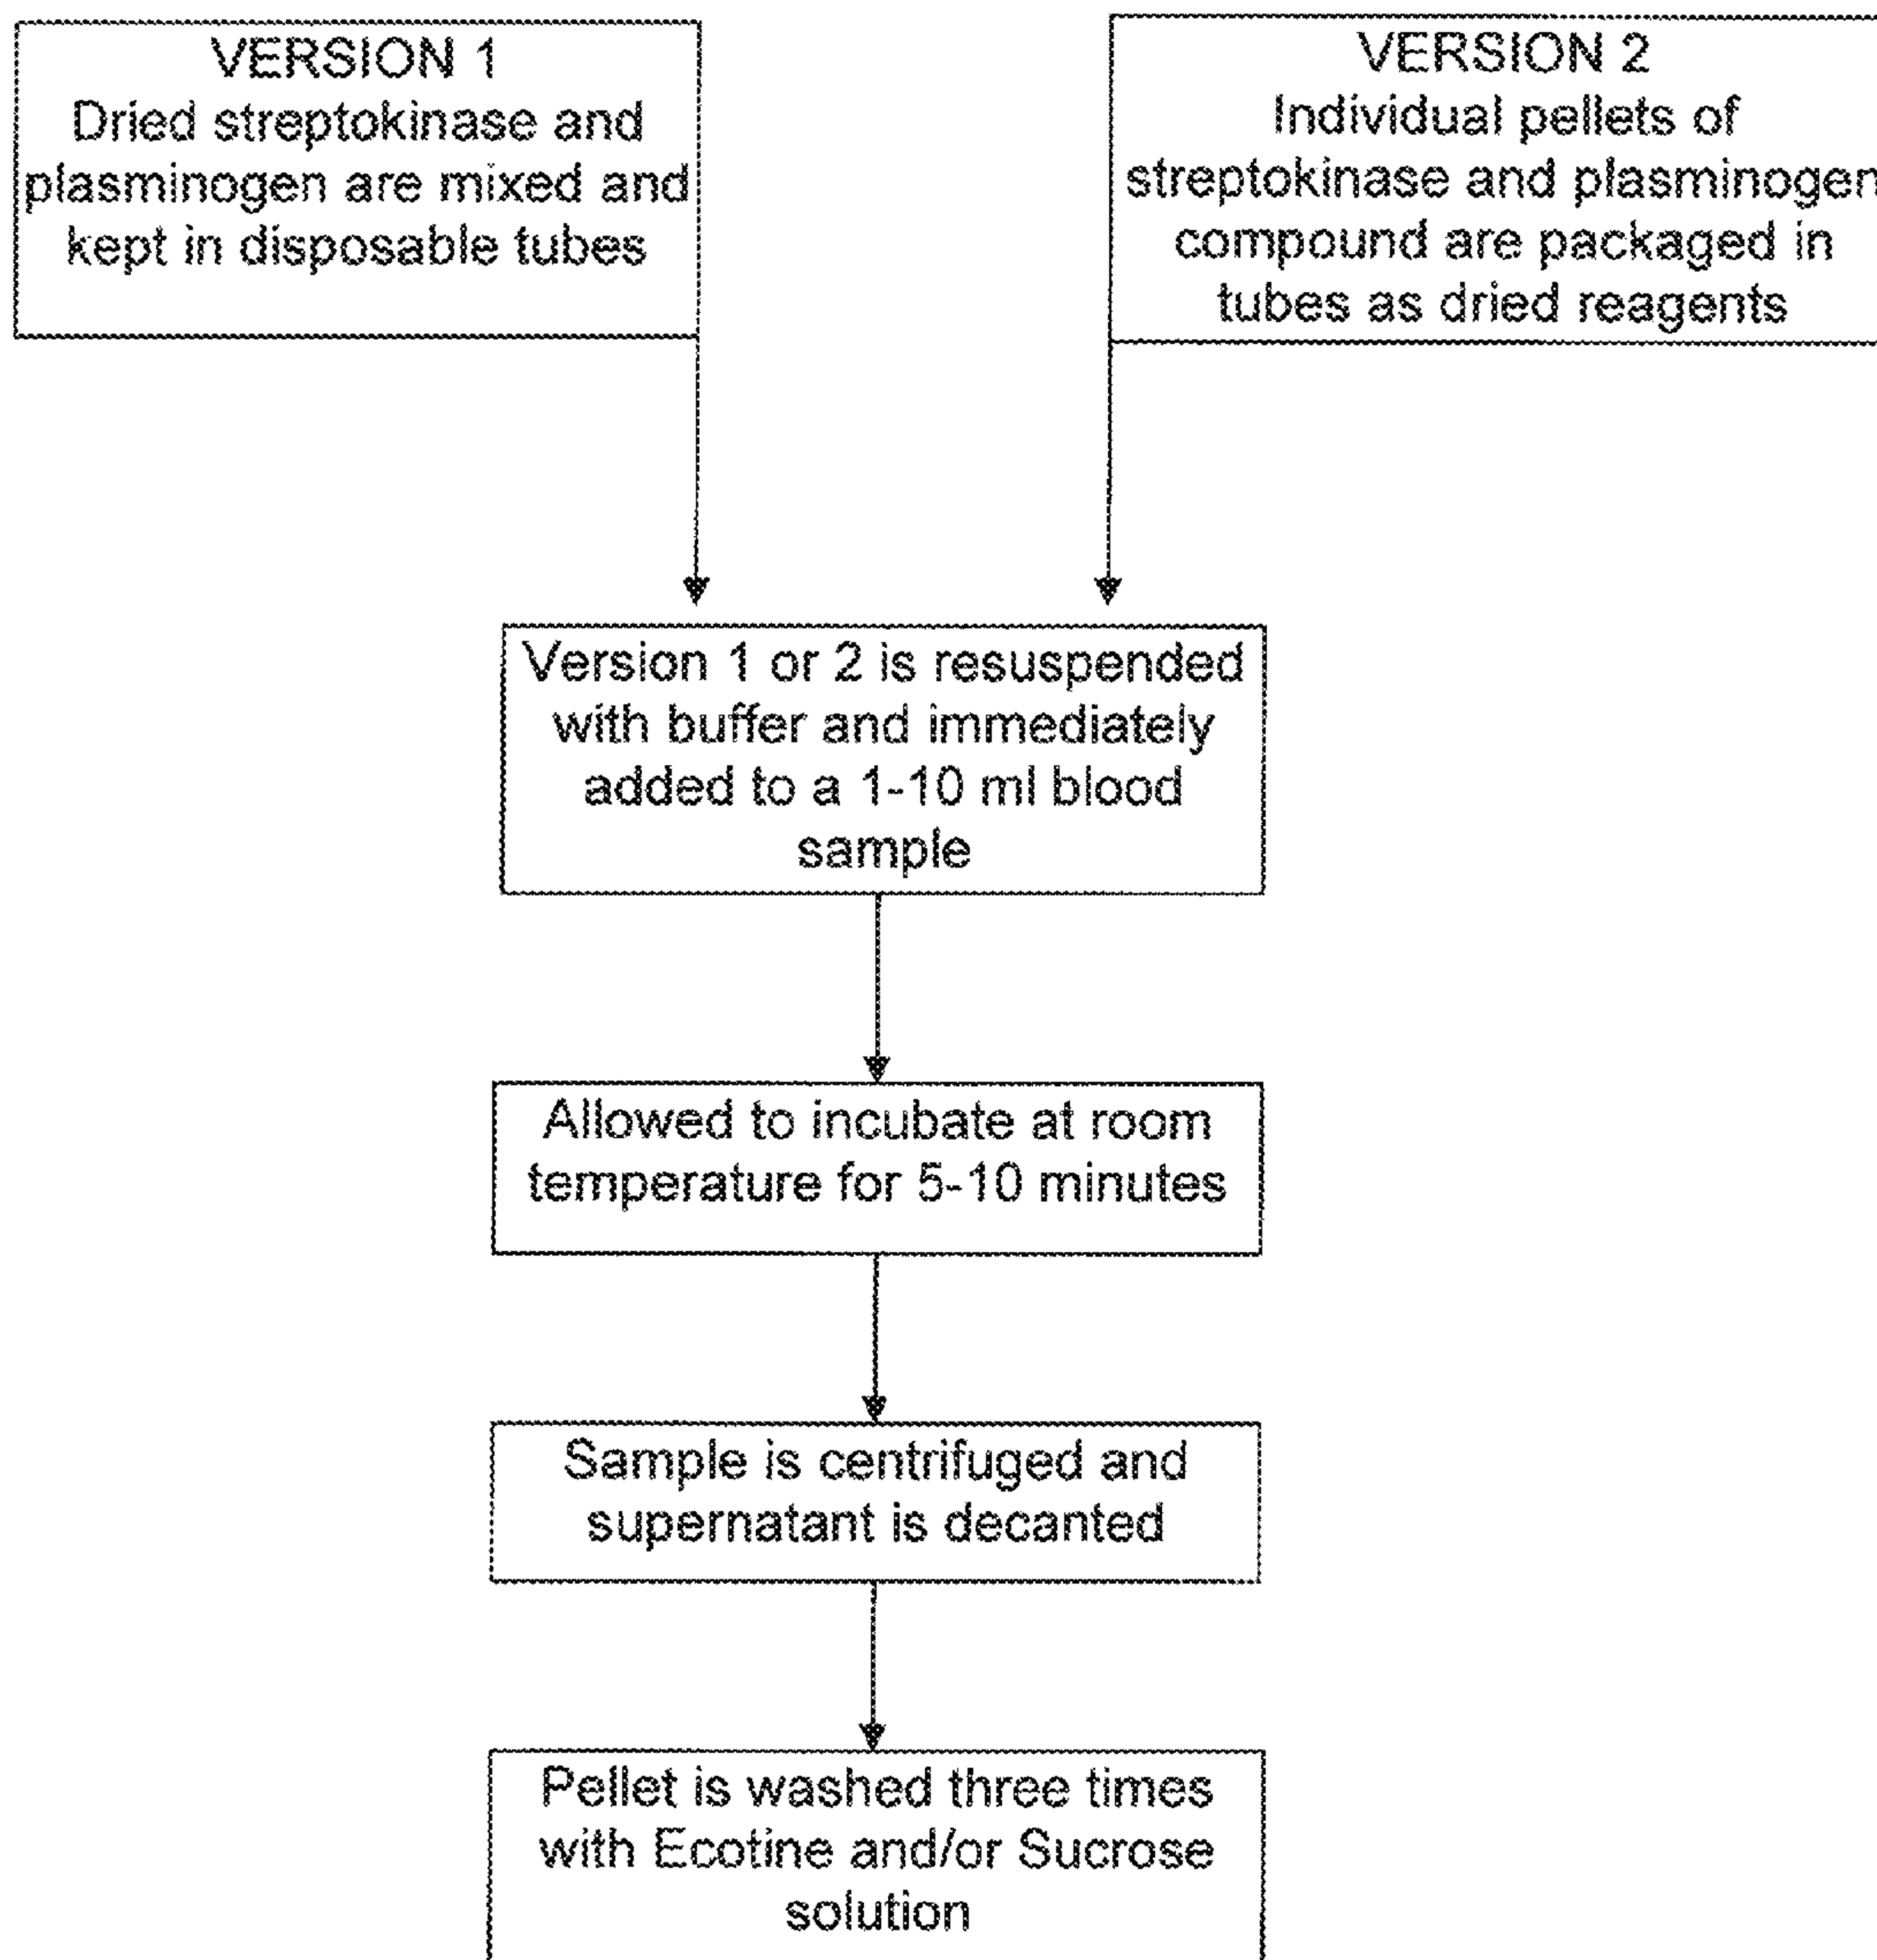 VERSION 1
Dried streptokinase and
plasminogen are mixed and
kept in disposable tubes
VERSION 2
Individual pellets of
streptokinase and plasminogen
compound are packaged in
tubes as dried reagents
Version 1 or 2 is resuspended
with buffer and immediately
added to a 1-10 ml blood
sample
Allowed to incubate at room
temperature for 5-10 minutes
Sample is centrifuged and
supernatant is decanted
Pellet is washed three times
with Ecotine and/or Sucrose
solution